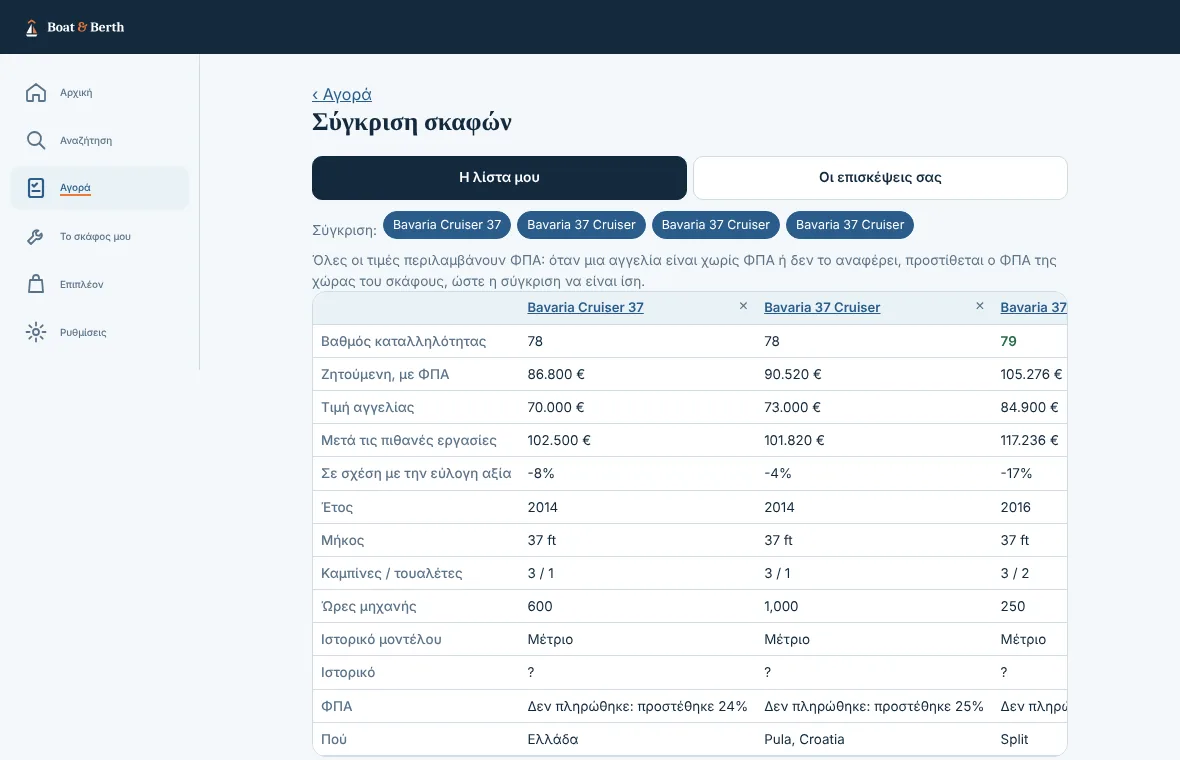 Boat & Berth
Αρχική
Αναζήτηση
Αγορά
Το σκάφος μου
Επιπλέον
Ρυθμίσεις
‹ Αγορά
Σύγκριση σκαφών
Η λίστα μου
Οι επισκέψεις σας
Σύγκριση: Bavaria Cruiser 37 Bavaria 37 Cruiser Bavaria 37 Cruiser Bavaria 37 Cruiser
Όλες οι τιμές περιλαμβάνουν ΦΠΑ: όταν μια αγγελία είναι χωρίς ΦΠΑ ή δεν το αναφέρει, προστίθεται ο ΦΠΑ της
χώρας του σκάφους, ώστε η σύγκριση να είναι ίση.
Bavaria Cruiser 37 × Bavaria 37 Cruiser × Bavaria 37
Βαθμός καταλληλότητας 78 78 79
Ζητούμενη, με ΦΠΑ 86.800 € 90.520 € 105.276 €
Τιμή αγγελίας 70.000 € 73.000 € 84.900 €
Μετά τις πιθανές εργασίες 102.500 € 101.820 € 117.236 €
Σε σχέση με την εύλογη αξία -8% -4% -17%
Έτος 2014 2014 2016
Μήκος 37 ft 37 ft 37 ft
Καμπίνες / τουαλέτες 3 / 1 3 / 1 3 / 2
Ώρες μηχανής 600 1,000 250
Ιστορικό μοντέλου Μέτριο Μέτριο Μέτριο
Ιστορικό ? ? ?
ΦΠΑ Δεν πληρώθηκε: προστέθηκε 24% Δεν πληρώθηκε: προστέθηκε 25% Δεν
Πού Ελλάδα Pula, Croatia Split